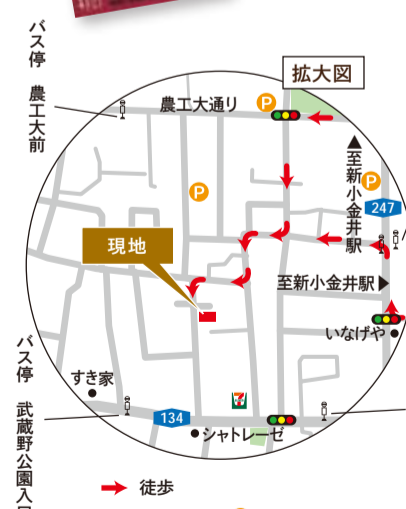 拡大図
バス停 農工大前
農工大通り
P
P
P
▲至新小金井駅
247
現地
至新小金井駅▶
いなげや
すき家
バス停 武蔵野公園入口
134
7
シャトレーゼ
徒歩